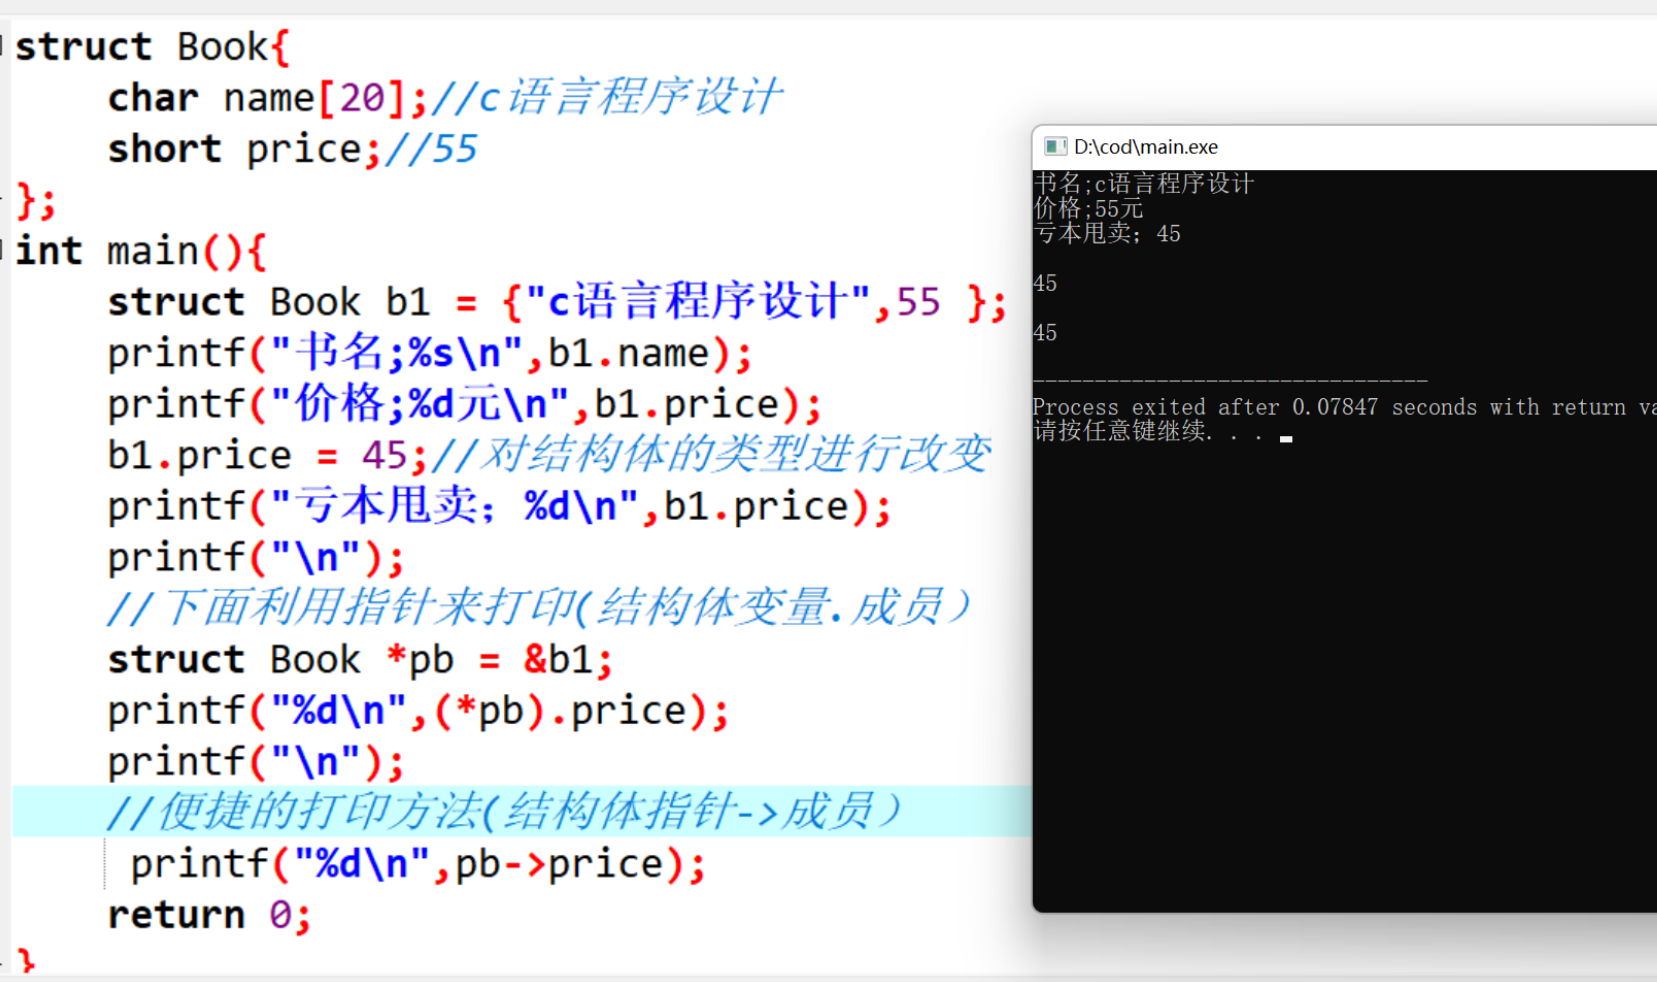 struct Book{
    char name[20];//c语言程序设计
    short price;//55
};
int main(){
    struct Book b1 = {"c语言程序设计",55 };
    printf("书名;%s\n",b1.name);
    printf("价格;%d元\n",b1.price);
    b1.price = 45;//对结构体的类型进行改变
    printf("亏本甩卖；%d\n",b1.price);
    printf("\n");
    //下面利用指针来打印(结构体变量.成员）
    struct Book *pb = &b1;
    printf("%d\n",(*pb).price);
    printf("\n");
    //便捷的打印方法(结构体指针->成员）
     printf("%d\n",pb->price);
    return 0;
}
D:\cod\main.exe
书名;c语言程序设计
价格;55元
亏本甩卖；45
45
45
--------------------------------
Process exited after 0.07847 seconds with return
请按任意键继续. . .